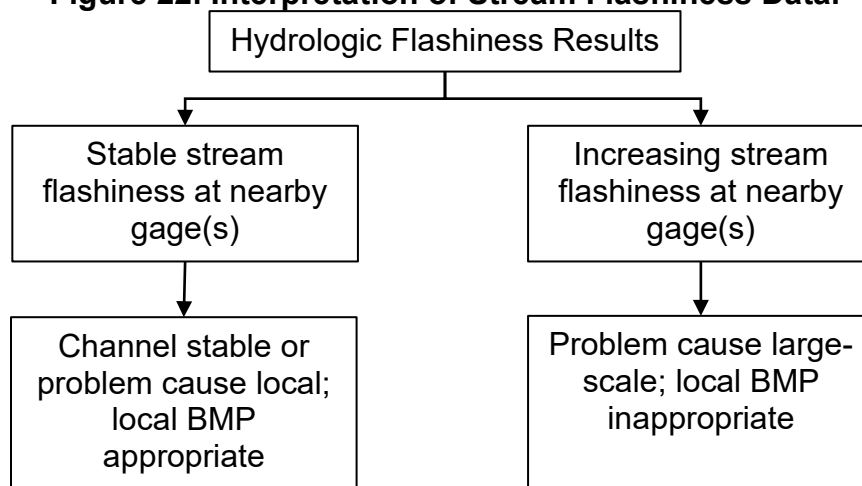 Figure 22. Interpretation of Stream Flashiness Data.
Hydrologic Flashiness Results
Stable stream
flashiness at nearby
gage(s)
Increasing stream
flashiness at nearby
gage(s)
Channel stable or
problem cause local;
local BMP
appropriate
Problem cause large-
scale; local BMP
inappropriate